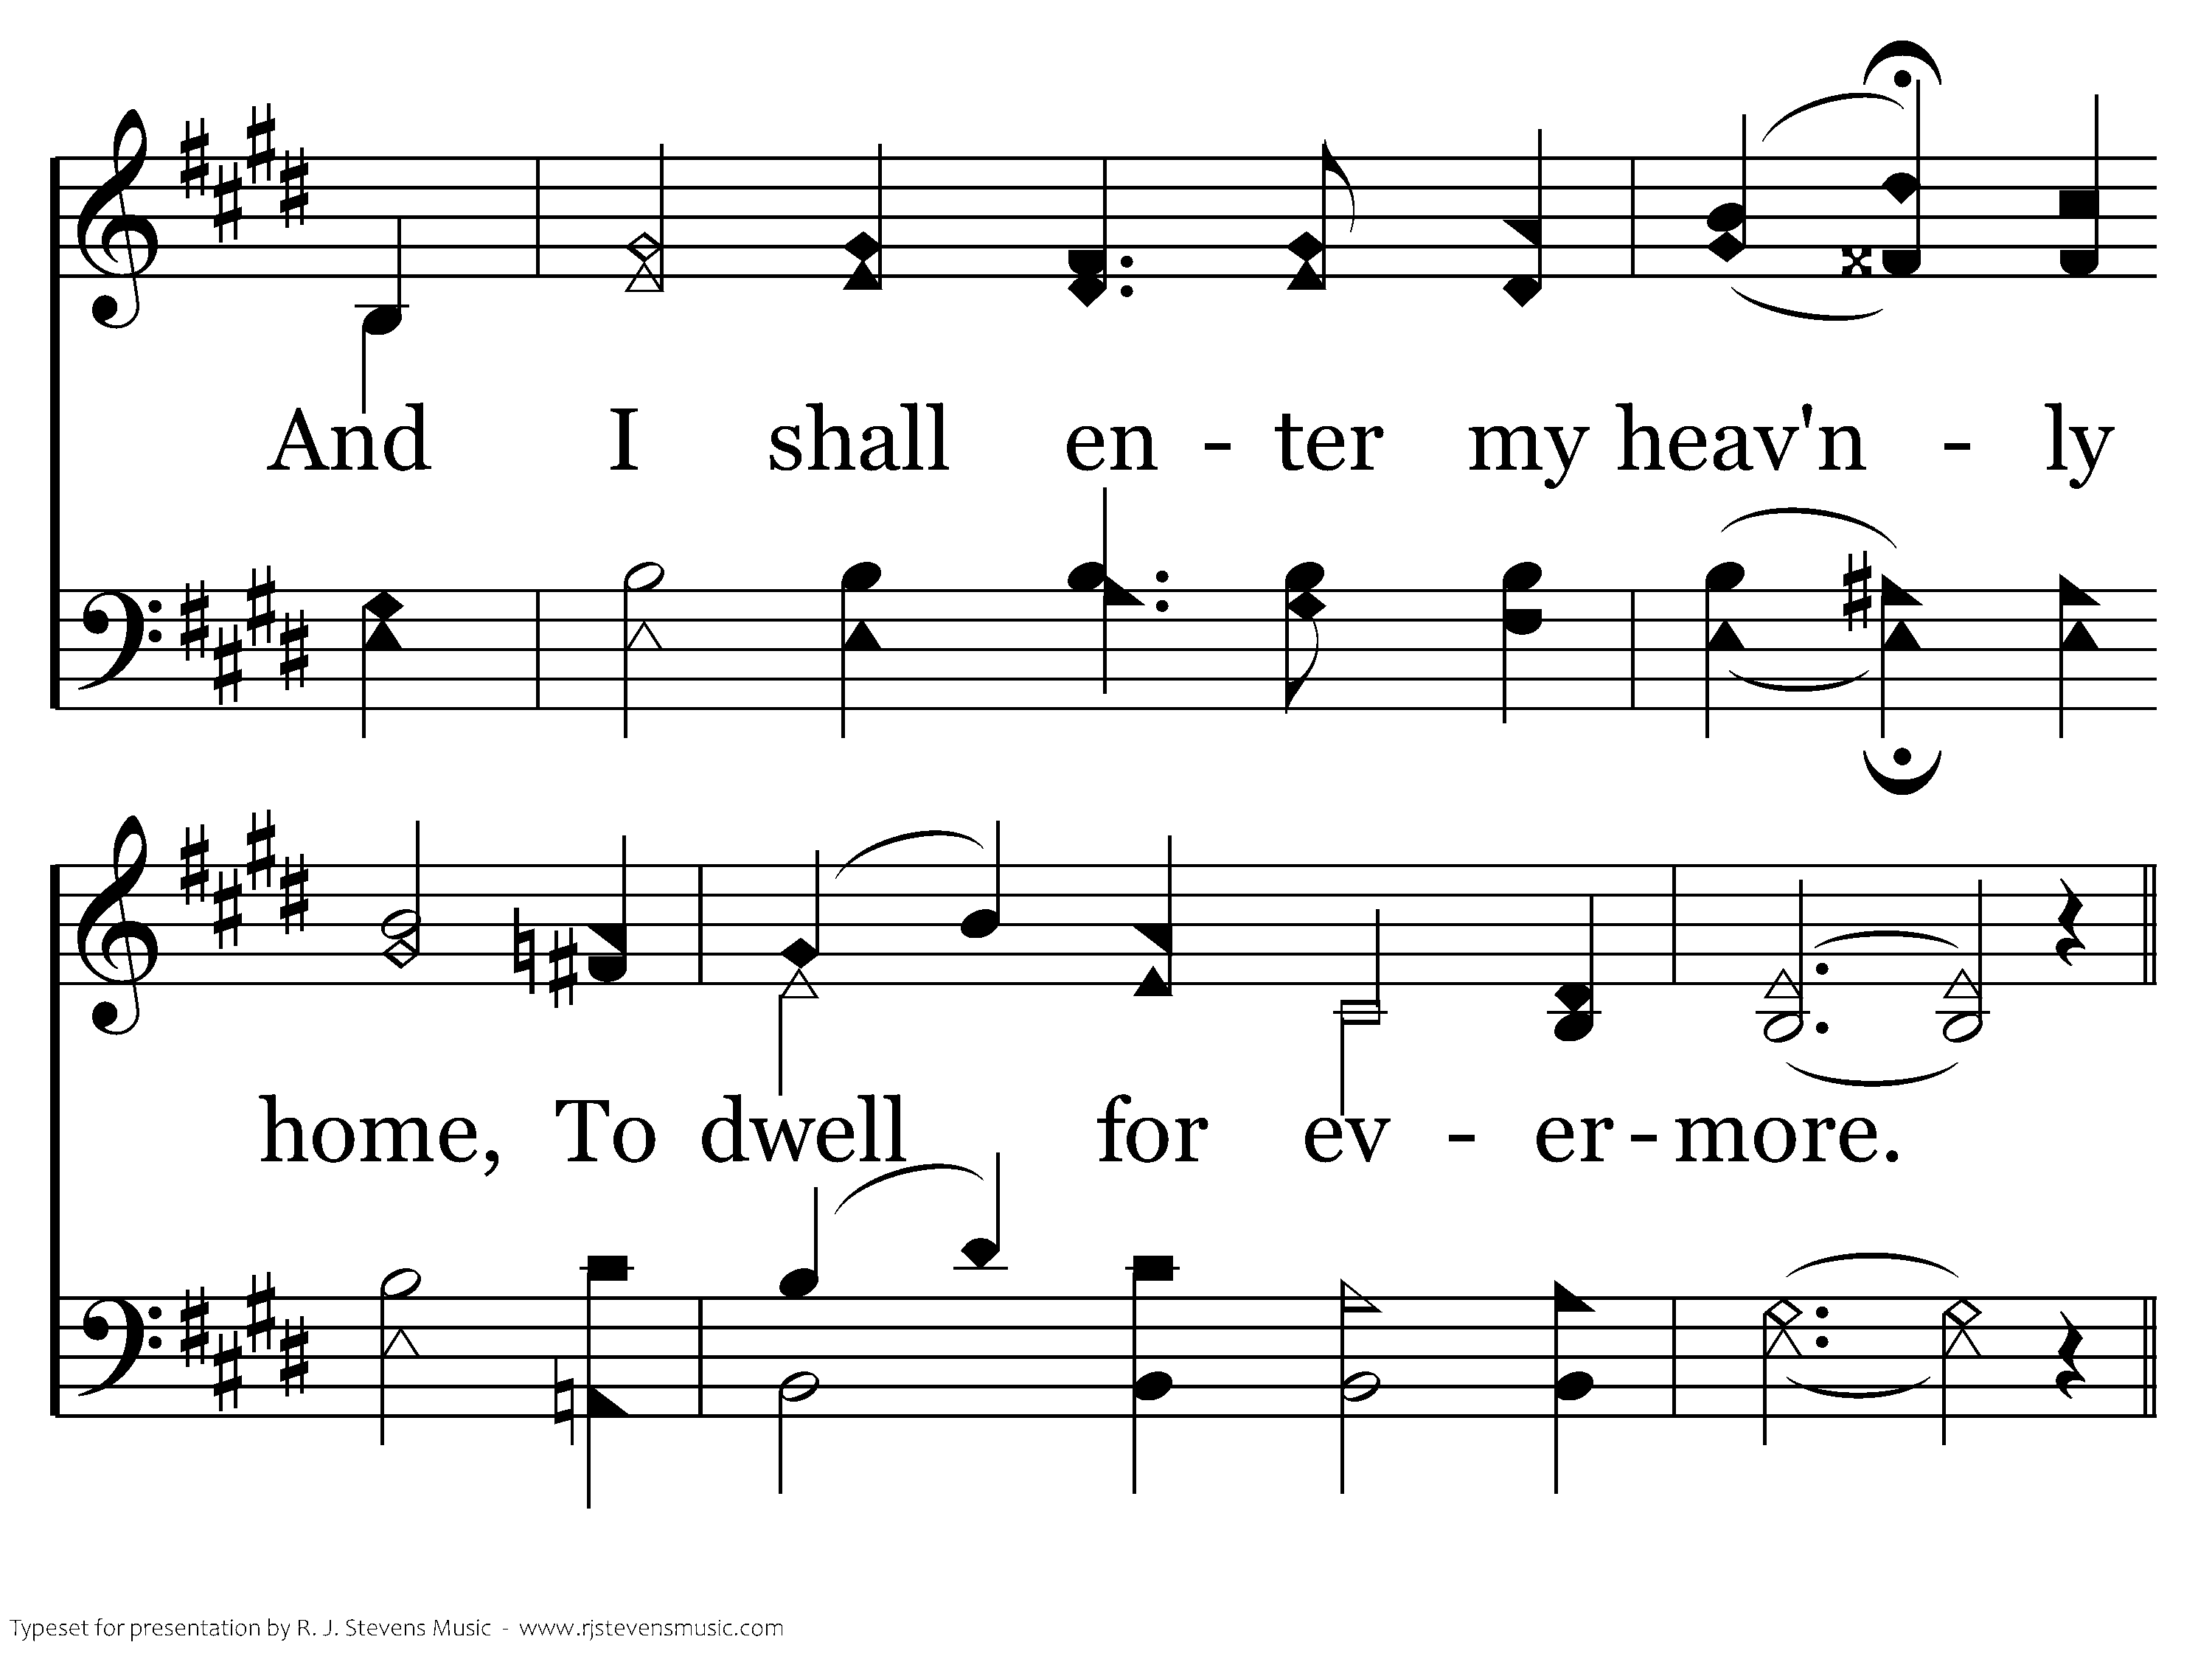 And I shall en - ter my heav'n - ly
home, To dwell for ev - er - more.
Typeset for presentation by R. J. Stevens Music - www.rjstevensmusic.com